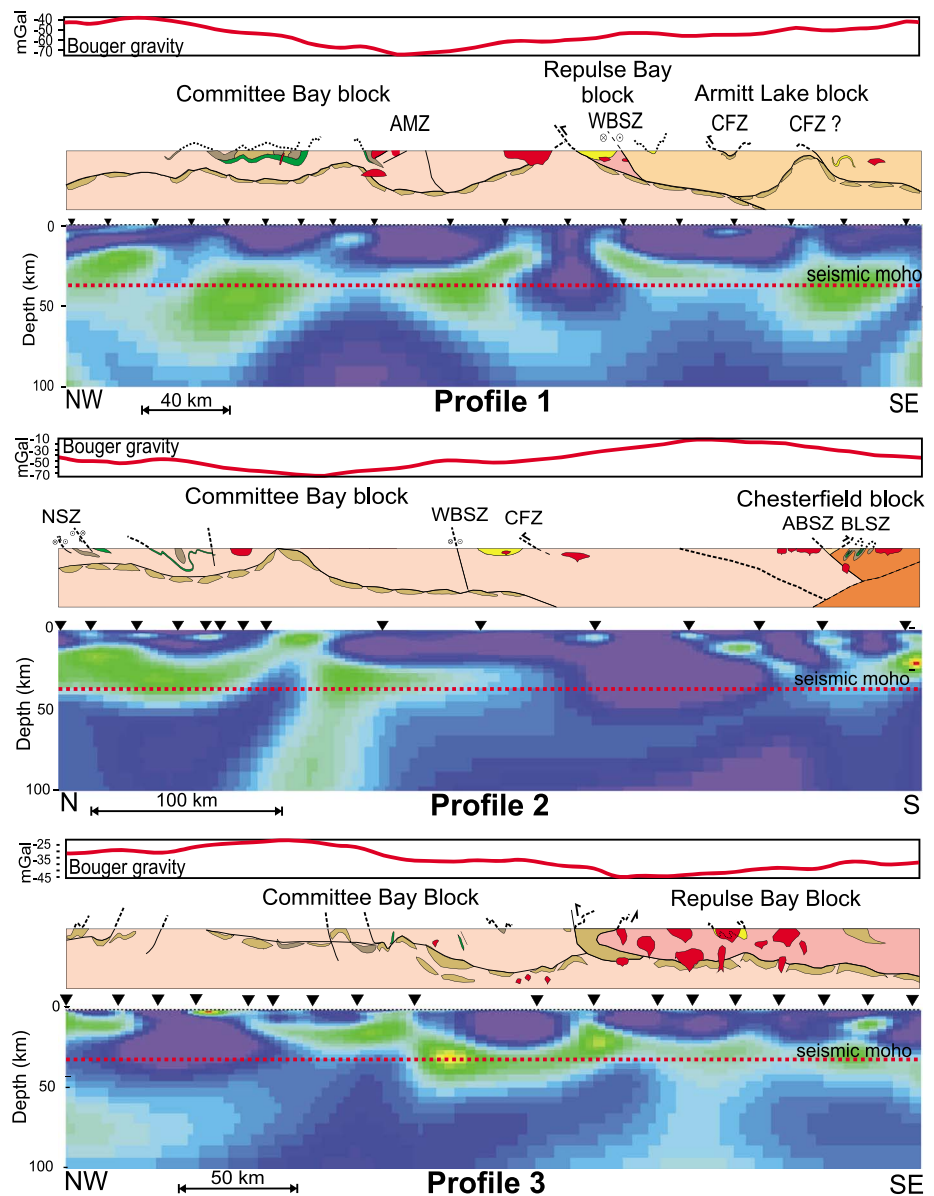 mGal
-40
-50
-60
-70
Bouger gravity
Committee Bay block
Repulse Bay
block
Armitt Lake block
AMZ
WBSZ
CFZ
CFZ ?
Depth (km)
0
50
100
seismic moho
NW
40 km
Profile 1
SE
mGal
-10
-30
-50
-70
Bouger gravity
Committee Bay block
Chesterfield block
NSZ
WBSZ
CFZ
ABSZ
BLSZ
Depth (km)
0
50
100
seismic moho
N
100 km
Profile 2
S
mGal
-25
-35
-45
Bouger gravity
Committee Bay Block
Repulse Bay Block
Depth (km)
0
50
100
seismic moho
NW
50 km
Profile 3
SE